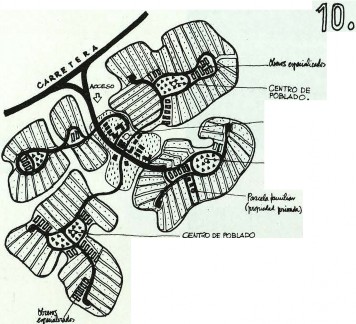 10.
CARRETERA
ACCESO
Obreros especializados
CENTRO DE
POBLADO.
Parcela familiar
(propiedad privada)
CENTRO DE POBLADO
Obreros
especializados